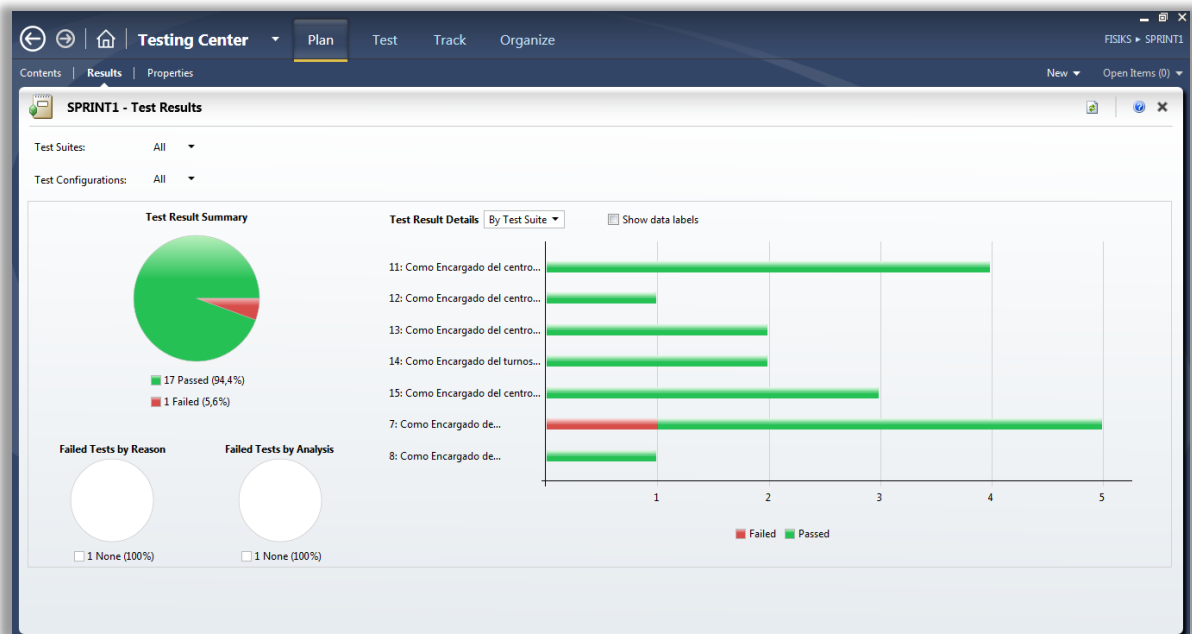 Testing Center Plan Test Track Organize FISIKS ▸ SPRINT1
Contents | Results | Properties New Open Items (0)
SPRINT1 - Test Results
Test Suites: All
Test Configurations: All
Test Result Summary
17 Passed (94,4%)
1 Failed (5,6%)
Failed Tests by Reason
1 None (100%)
Failed Tests by Analysis
1 None (100%)
Test Result Details By Test Suite Show data labels
11: Como Encargado del centro...
12: Como Encargado del centro...
13: Como Encargado del centro...
14: Como Encargado del turnos...
15: Como Encargado del centro...
7: Como Encargado de...
8: Como Encargado de...
1 2 3 4 5
Failed Passed